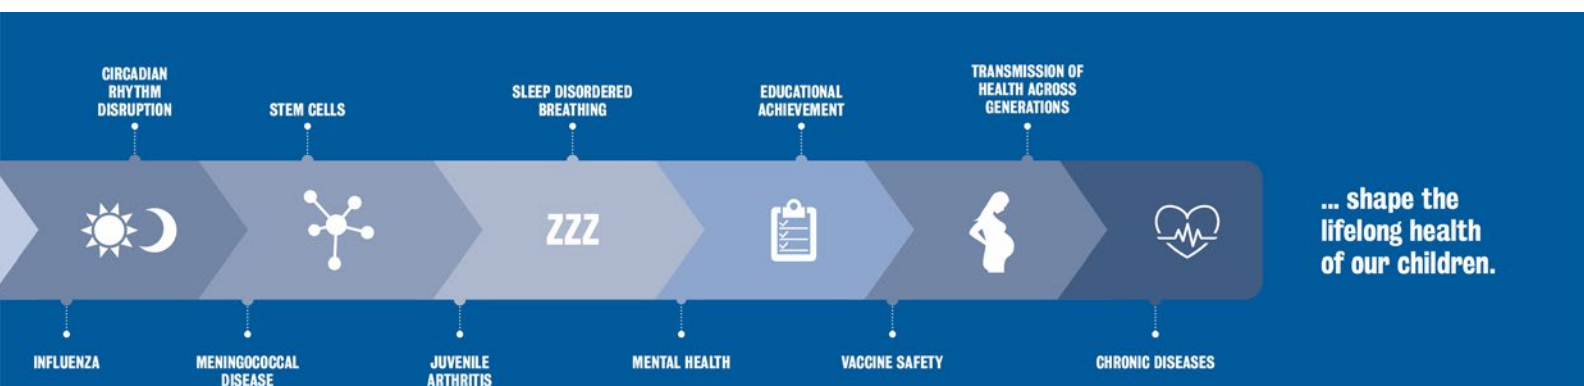 CIRCADIAN
RHYTHM
DISRUPTION
STEM CELLS
SLEEP DISORDERED
BREATHING
EDUCATIONAL
ACHIEVEMENT
TRANSMISSION OF
HEALTH ACROSS
GENERATIONS
ZZZ
... shape the
lifelong health
of our children.
INFLUENZA
MENINGOCOCCAL
DISEASE
JUVENILE
ARTHRITIS
MENTAL HEALTH
VACCINE SAFETY
CHRONIC DISEASES